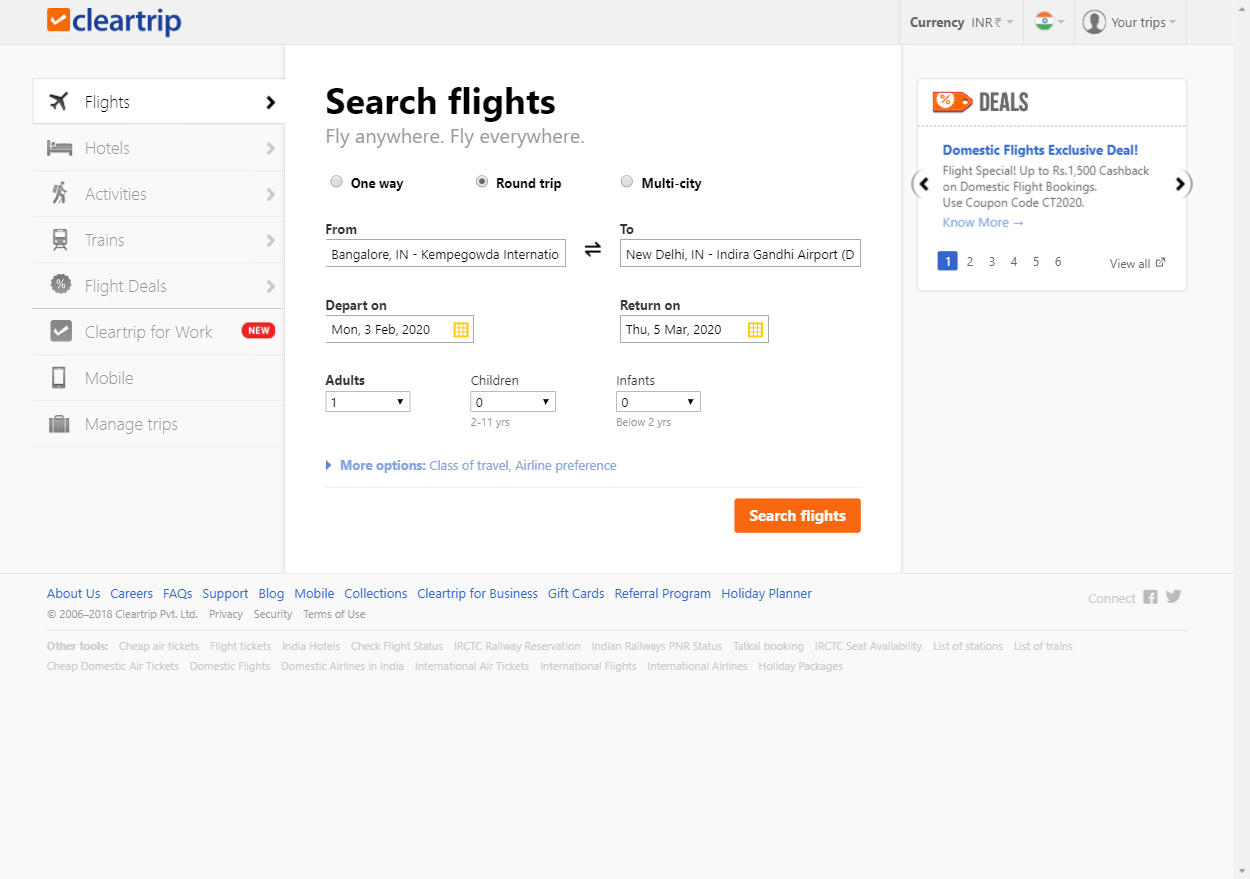 cleartrip
Currency INR₹
Your trips
Flights
Hotels
Activities
Trains
Flight Deals
Cleartrip for Work NEW
Mobile
Manage trips
Search flights
Fly anywhere. Fly everywhere.
One way Round trip Multi-city
From To
Bangalore, IN - Kempegowda Internatio New Delhi, IN - Indira Gandhi Airport (D
Depart on Return on
Mon, 3 Feb, 2020 Thu, 5 Mar, 2020
Adults Children Infants
1 0 0
2-11 yrs Below 2 yrs
More options: Class of travel, Airline preference
Search flights
% DEALS
Domestic Flights Exclusive Deal!
Flight Special! Up to Rs.1,500 Cashback
on Domestic Flight Bookings.
Use Coupon Code CT2020.
Know More →
1 2 3 4 5 6 View all
About Us Careers FAQs Support Blog Mobile Collections Cleartrip for Business Gift Cards Referral Program Holiday Planner
Connect
© 2006–2018 Cleartrip Pvt. Ltd. Privacy Security Terms of Use
Other tools: Cheap air tickets Flight tickets India Hotels Check Flight Status IRCTC Railway Reservation Indian Railways PNR Status Tatkal booking IRCTC Seat Availability List of stations List of trains
Cheap Domestic Air Tickets Domestic Flights Domestic Airlines in India International Air Tickets International Flights International Airlines Holiday Packages